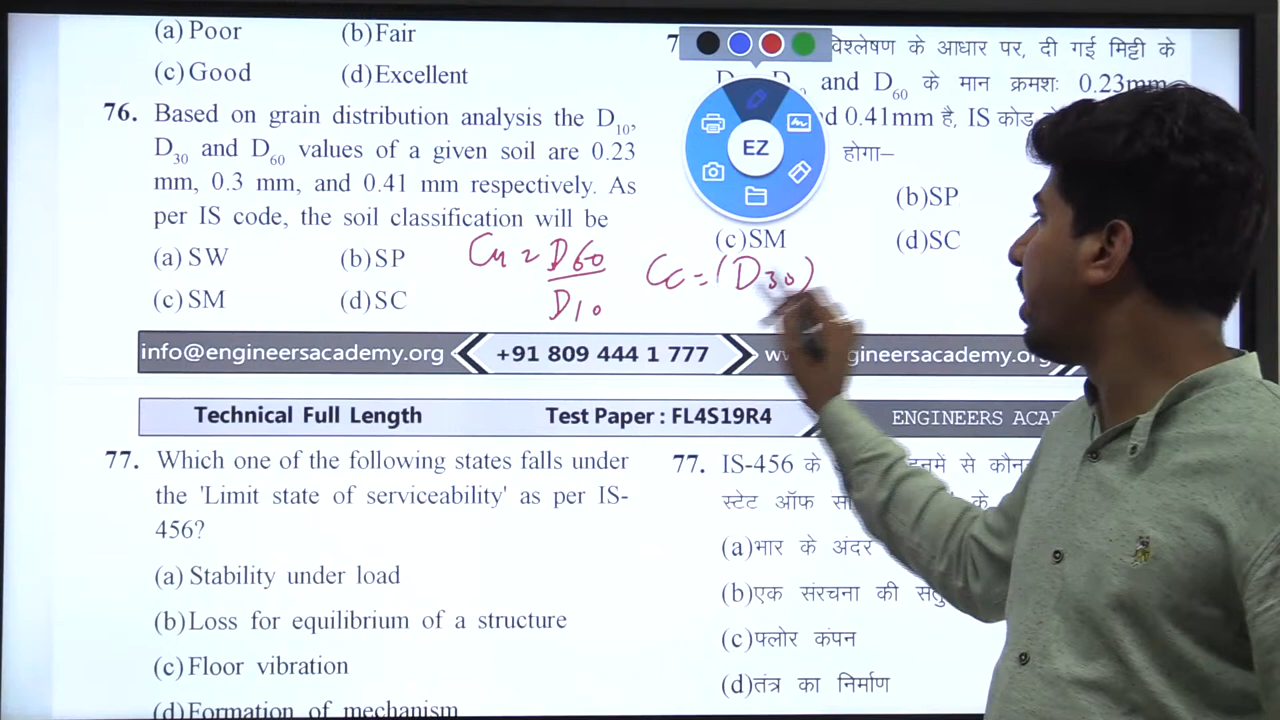 (a) Poor (b) Fair
(c) Good (d) Excellent
76. Based on grain distribution analysis the D10,
D30 and D60 values of a given soil are 0.23
mm, 0.3 mm, and 0.41 mm respectively. As
per IS code, the soil classification will be
(a) SW (b) SP
(c) SM (d) SC
Cu = D60
D10
Cc = (D30)
7
विश्लेषण के आधार पर, दी गई मिट्टी के
and D60 के मान क्रमशः 0.23mm
0.41mm है, IS कोड
होगा–
(b) SP
(c) SM (d) SC
EZ
info@engineersacademy.org +91 809 444 1 777
Technical Full Length Test Paper : FL4S19R4 ENGINEERS
77. Which one of the following states falls under
the 'Limit state of serviceability' as per IS-
456?
(a) Stability under load
(b) Loss for equilibrium of a structure
(c) Floor vibration
(d) Formation of mechanism
77. IS-456 के इनमें से
स्टेट ऑफ के
(a) भार के अंदर
(b) एक संरचना की
(c) फ्लोर कंपन
(d) तंत्र का निर्माण